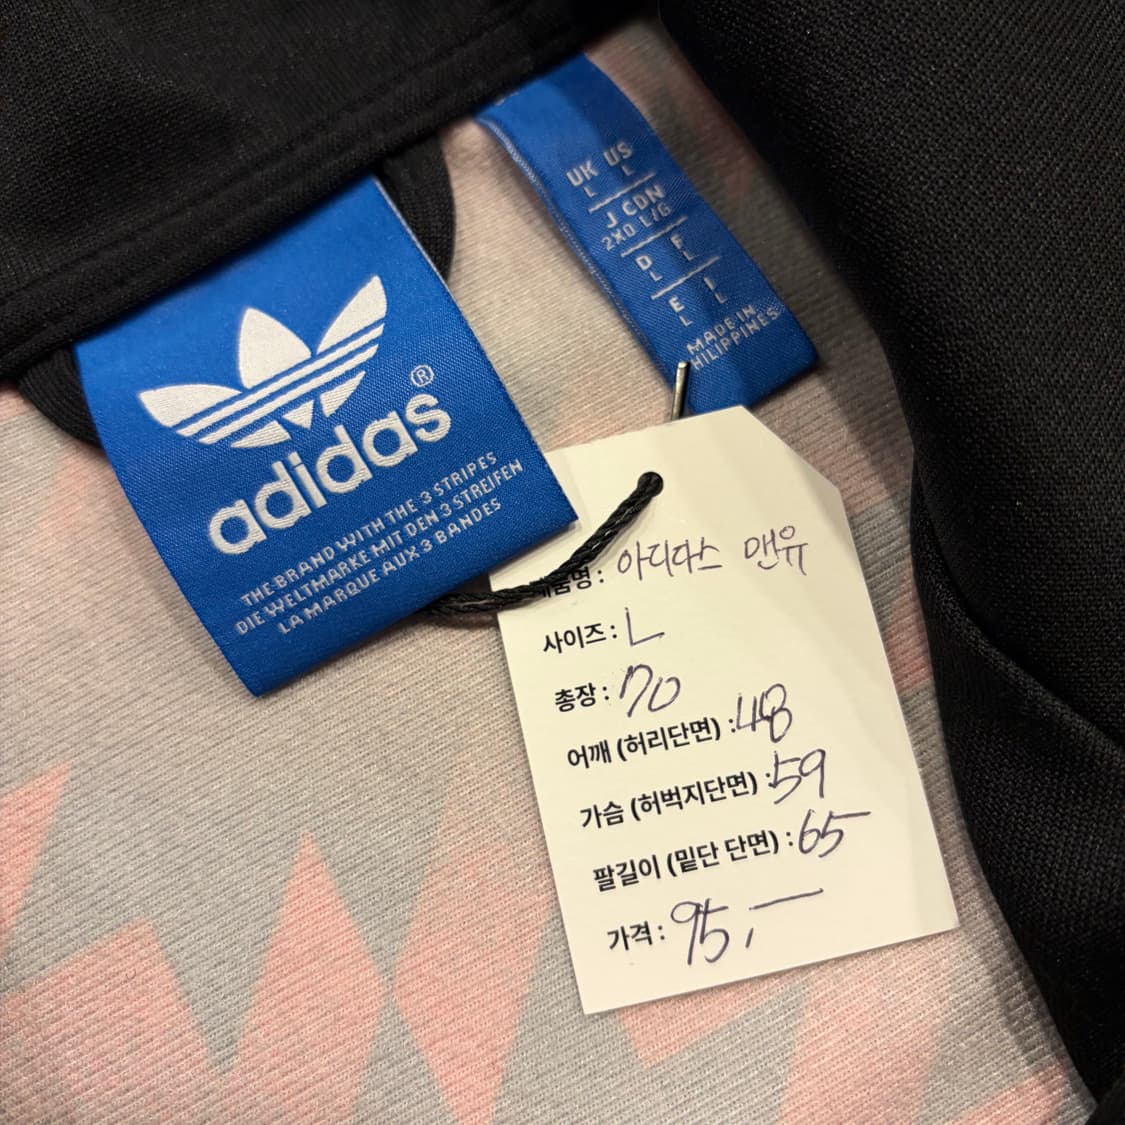 adidas®
THE BRAND WITH THE 3 STRIPES
DIE WELTMARKE MIT DEN 3 STREIFEN
LA MARQUE AUX 3 BANDES
UK US
L L
J CDN
2XO L/G
D F
L L
E I
L L
MADE IN
HILIPPINES
품명 : 아디다스 맨유
사이즈 : L
총장 : 70
어깨 (허리단면) : 48
가슴 (허벅지단면) : 59
팔길이 (밑단 단면) : 65
가격 : 95,—